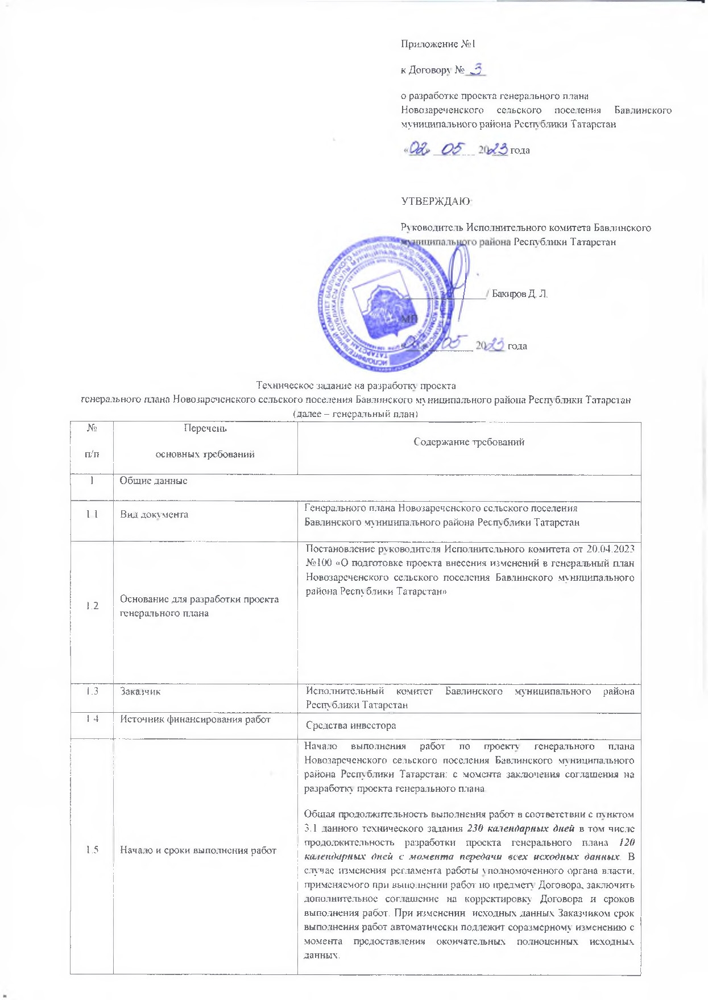 Приложение №1
к Договору № 3
о разработке проекта генерального плана
Новозареченского сельского поселения Бавлинского
муниципального района Республики Татарстан
«02» 05 2023 года
УТВЕРЖДАЮ
Руководитель Исполнительного комитета Бавлинского
муниципального района Республики Татарстан
/ Бакиров Д. Л.
МП
05 2023 года
Техническое задание на разработку проекта
генерального плана Новозареченского сельского поселения Бавлинского муниципального района Республики Татарстан
(далее – генеральный план)
№
п/п
Перечень
основных требований
Содержание требований
1 Общие данные
1.1 Вид документа
Генерального плана Новозареченского сельского поселения
Бавлинского муниципального района Республики Татарстан
1.2
Основание для разработки проекта
генерального плана
Постановление руководителя Исполнительного комитета от 20.04.2023
№100 «О подготовке проекта внесения изменений в генеральный план
Новозареченского сельского поселения Бавлинского муниципального
района Республики Татарстан»
1.3 Заказчик
Исполнительный комитет Бавлинского муниципального района
Республики Татарстан
1.4 Источник финансирования работ
Средства инвестора
1.5 Начало и сроки выполнения работ
Начало выполнения работ по проекту генерального плана
Новозареченского сельского поселения Бавлинского муниципального
района Республики Татарстан: с момента заключения соглашения на
разработку проекта генерального плана
Общая продолжительность выполнения работ в соответствии с пунктом
3.1 данного технического задания 230 календарных дней в том числе
продолжительность разработки проекта генерального плана 120
календарных дней с момента передачи всех исходных данных. В
случае изменения регламента работы уполномоченного органа власти,
применяемого при выполнении работ по предмету Договора, заключить
дополнительное соглашение на корректировку Договора и сроков
выполнения работ. При изменении исходных данных Заказчиком срок
выполнения работ автоматически подлежит соразмерному изменению с
момента предоставления окончательных полноценных исходных
данных.